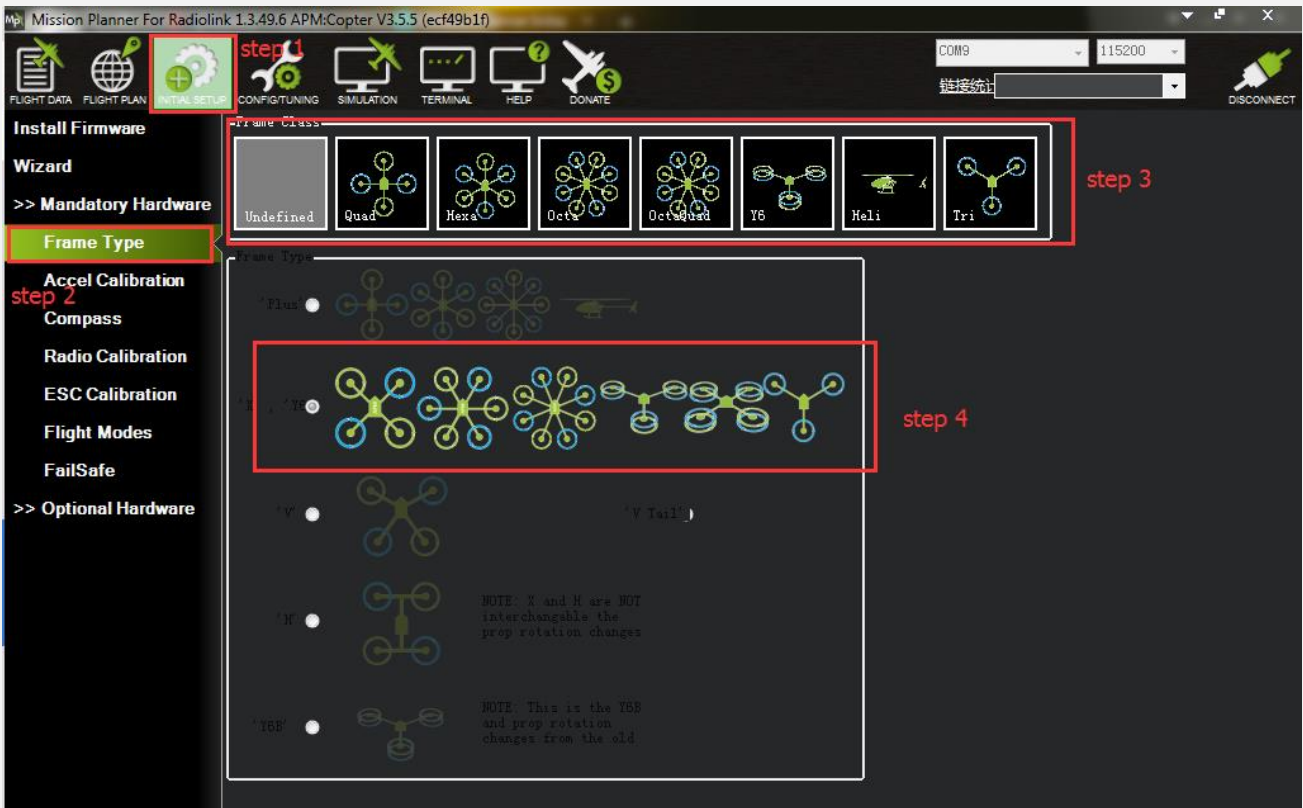 Mission Planner For Radiolink 1.3.49.6 APM:Copter V3.5.5 (ecf49b1f)
step 1
COM9
115200
链接统计
FLIGHT DATA
FLIGHT PLAN
INITIAL SETUP
CONFIG/TUNING
SIMULATION
TERMINAL
HELP
DONATE
DISCONNECT
Install Firmware
Wizard
>> Mandatory Hardware
Frame Type
Accel Calibration
step 2
Compass
Radio Calibration
ESC Calibration
Flight Modes
FailSafe
>> Optional Hardware
Frame Class
Undefined
Quad
Hexa
Octa
OctaQuad
Y6
Heli
Tri
step 3
Frame Type
'Plus'
step 4
'V'
'V Tail'
'H'
NOTE: X and H are NOT
interchangable the
prop rotation changes
'Y6B'
NOTE: This is the Y6B
and prop rotation
changes from the old